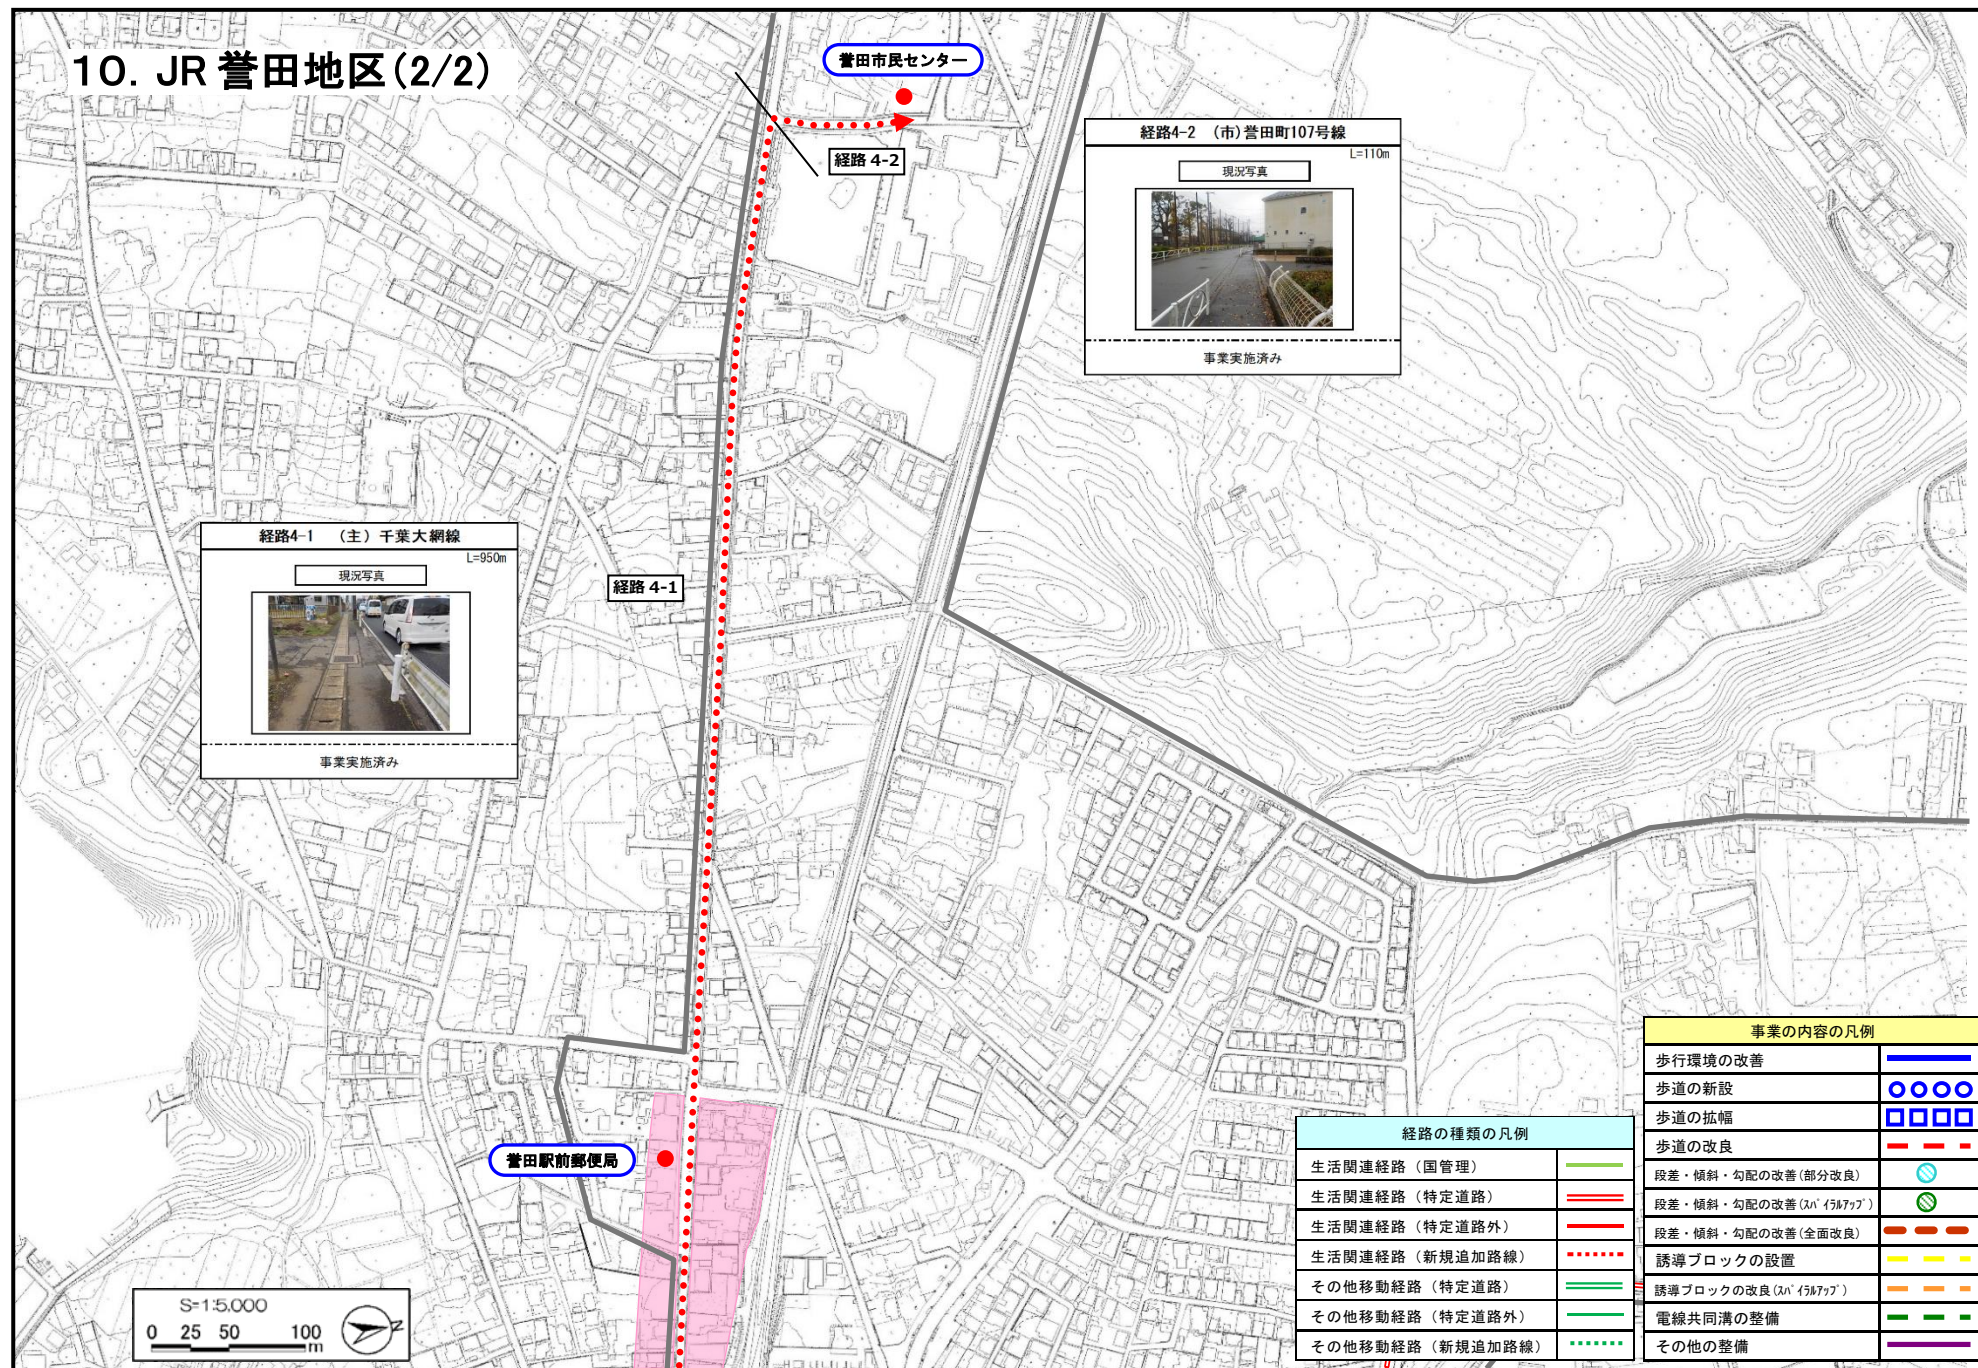 10. JR 誉田地区(2/2)
誉田市民センター
経路 4-2
経路4-2 (市)誉田町107号線
L=110m
現況写真
事業実施済み
経路4-1 (主)千葉大網線
L=950m
現況写真
事業実施済み
経路 4-1
誉田駅前郵便局
S=1:5,000
0 25 50 100
m
Z
経路の種類の凡例
生活関連経路(国管理)
生活関連経路(特定道路)
生活関連経路(特定道路外)
生活関連経路(新規追加路線)
その他移動経路(特定道路)
その他移動経路(特定道路外)
その他移動経路(新規追加路線)
事業の内容の凡例
歩行環境の改善
歩道の新設
歩道の拡幅
歩道の改良
段差・傾斜・勾配の改善(部分改良)
段差・傾斜・勾配の改善(スパイラルアップ)
段差・傾斜・勾配の改善(全面改良)
誘導ブロックの設置
誘導ブロックの改良(スパイラルアップ)
電線共同溝の整備
その他の整備